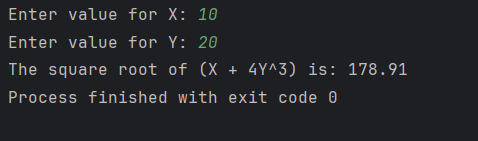 Enter value for X: 10
Enter value for Y: 20
The square root of (X + 4Y^3) is: 178.91
Process finished with exit code 0